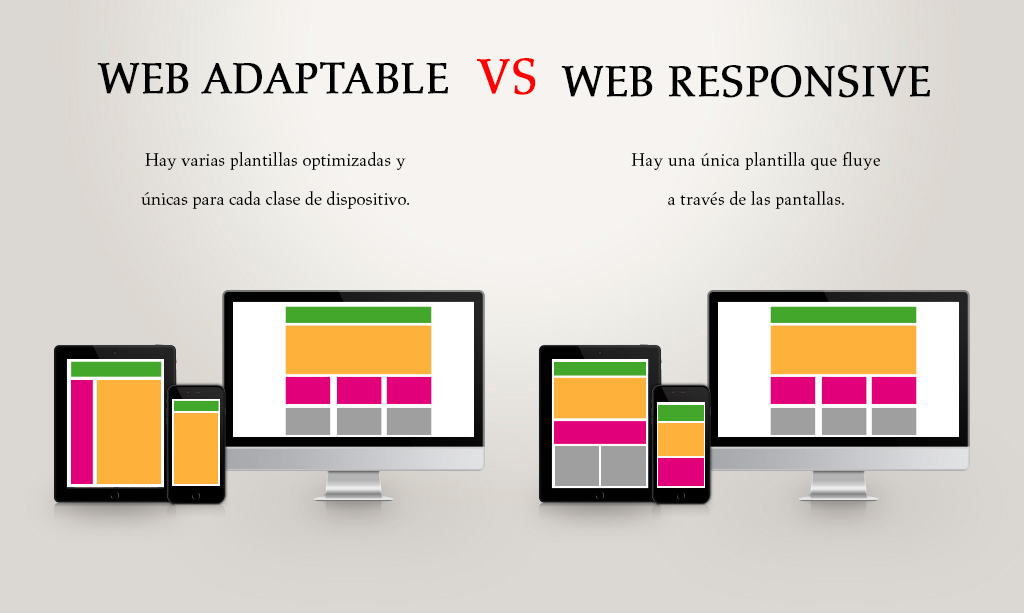 WEB ADAPTABLE VS WEB RESPONSIVE
Hay varias plantillas optimizadas y
únicas para cada clase de dispositivo.
Hay una única plantilla que fluye
a través de las pantallas.